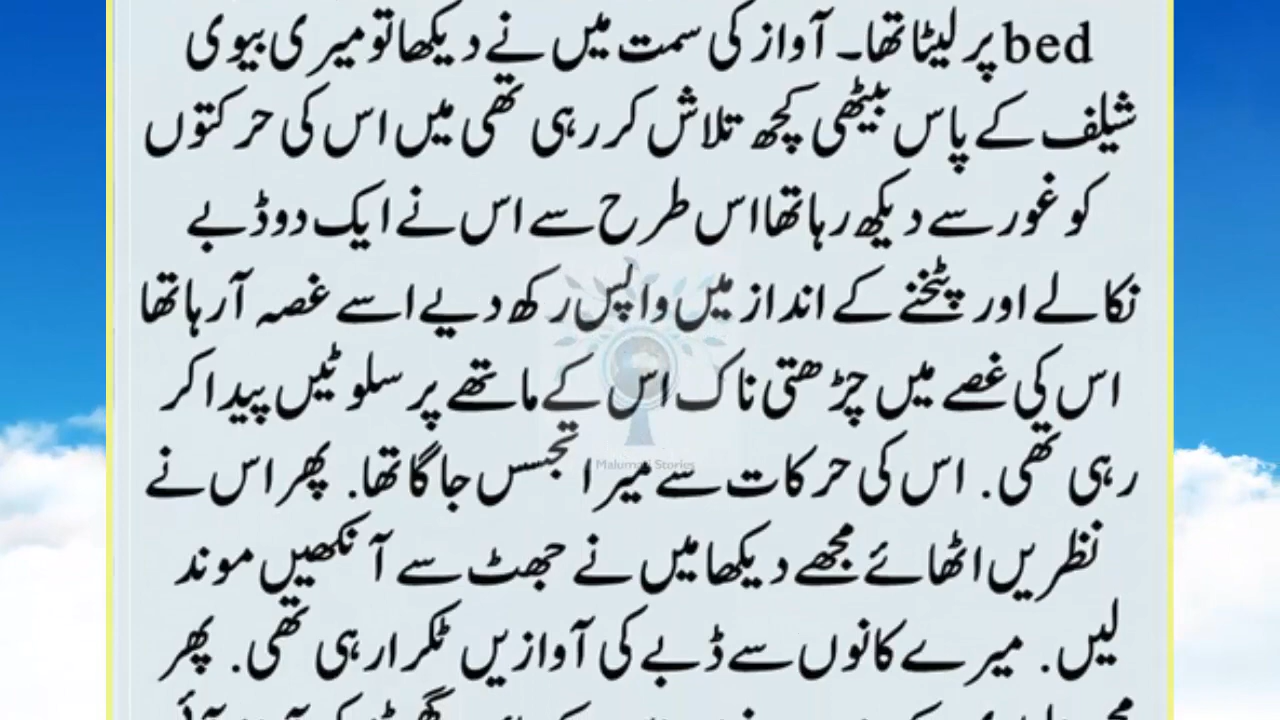 bed پر لیٹا تھا۔ آواز کی سمت میں نے دیکھا تو میری بیوی
شیلف کے پاس بیٹھی کچھ تلاش کر رہی تھی میں اس کی حرکتوں
کو غور سے دیکھ رہا تھا اس طرح سے اس نے ایک دو ڈبے
نکالے اور پٹخنے کے انداز میں واپس رکھ دیے اسے غصہ آ رہا تھا
اس کی غصے میں چڑھتی ناک اس کے ماتھے پر سلوٹیں پیدا کر
رہی تھی. اس کی حرکات سے میرا تجسس جاگا تھا. پھر اس نے
Malumati Stories
نظریں اٹھائے مجھے دیکھا میں نے جھٹ سے آنکھیں موند
لیں. میرے کانوں سے ڈبے کی آوازیں ٹکرا رہی تھی. پھر